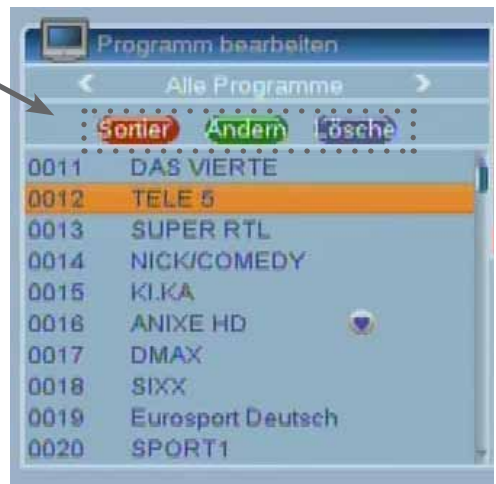 Programm bearbeiten
Alle Programme
Sortier Ändern Lösche
0011 DAS VIERTE
0012 TELE 5
0013 SUPER RTL
0014 NICK/COMEDY
0015 KI.KA
0016 ANIXE HD
0017 DMAX
0018 SIXX
0019 Eurosport Deutsch
0020 SPORT1